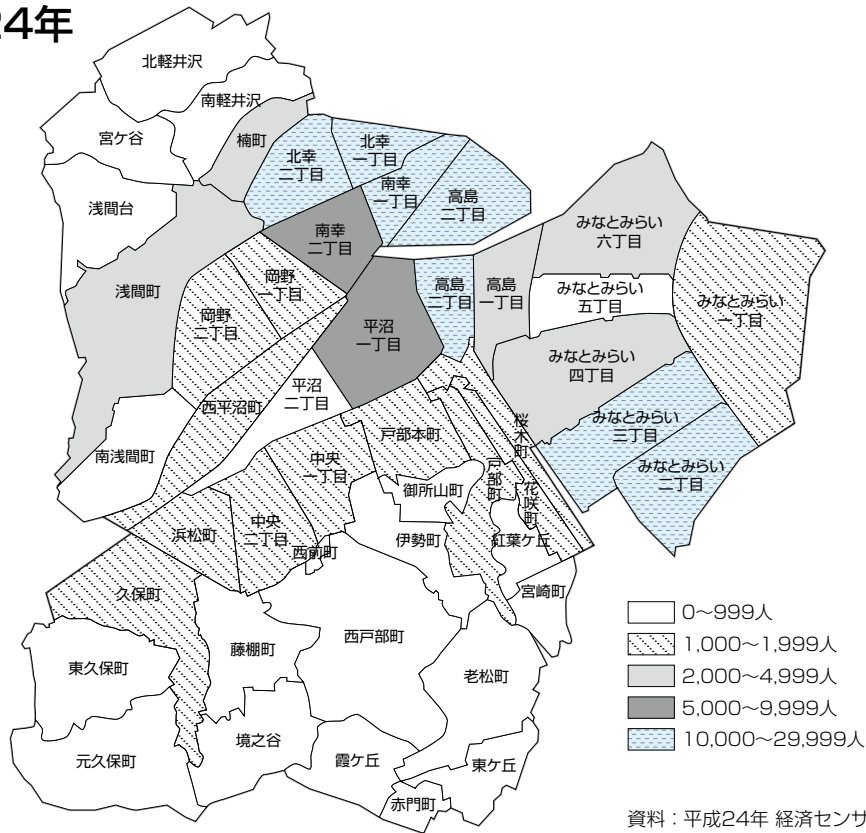 24年
北軽井沢
南軽井沢
宮ケ谷
楠町
北幸
一丁目
北幸
二丁目
南幸
一丁目
高島
二丁目
浅間台
南幸
二丁目
みなとみらい
六丁目
岡野
一丁目
浅間町
岡野
二丁目
高島
二丁目
高島
一丁目
みなとみらい
五丁目
みなとみらい
一丁目
平沼
一丁目
みなとみらい
四丁目
平沼
二丁目
西平沼町
みなとみらい
三丁目
桜木町
戸部本町
南浅間町
中央
一丁目
みなとみらい
二丁目
戸部町
御所山町
花咲町
浜松町
中央
二丁目
西前町
伊勢町
紅葉ケ丘
久保町
宮崎町
藤棚町
西戸部町
東久保町
老松町
境之谷
元久保町
霞ケ丘
東ケ丘
赤門町
0〜999人
1,000〜1,999人
2,000〜4,999人
5,000〜9,999人
10,000〜29,999人
資料：平成24年 経済センサ